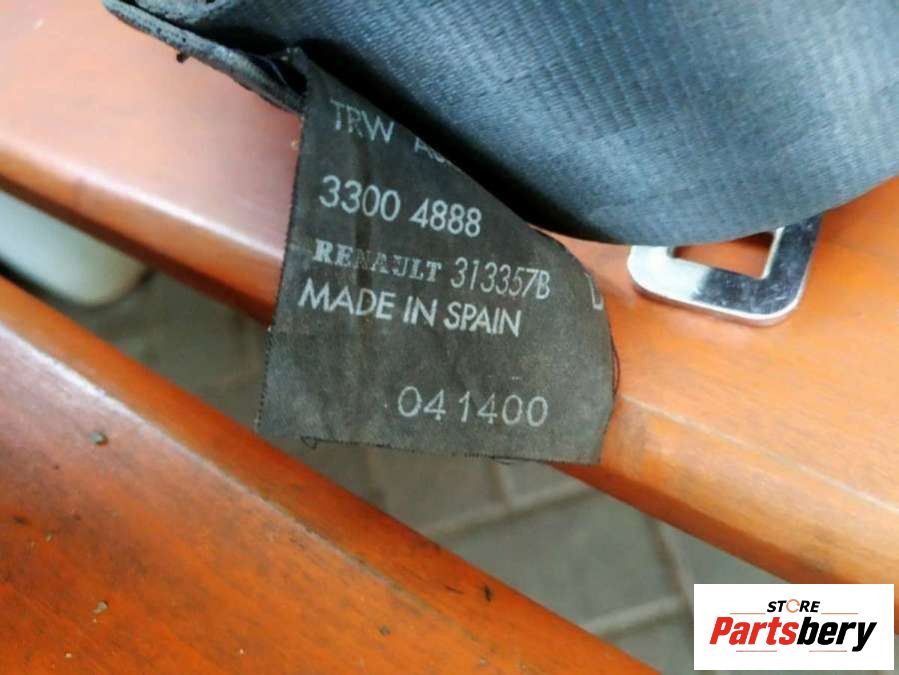 TRW
3300 4888
RENAULT 313357B
MADE IN SPAIN
041400
STORE
Partsbery